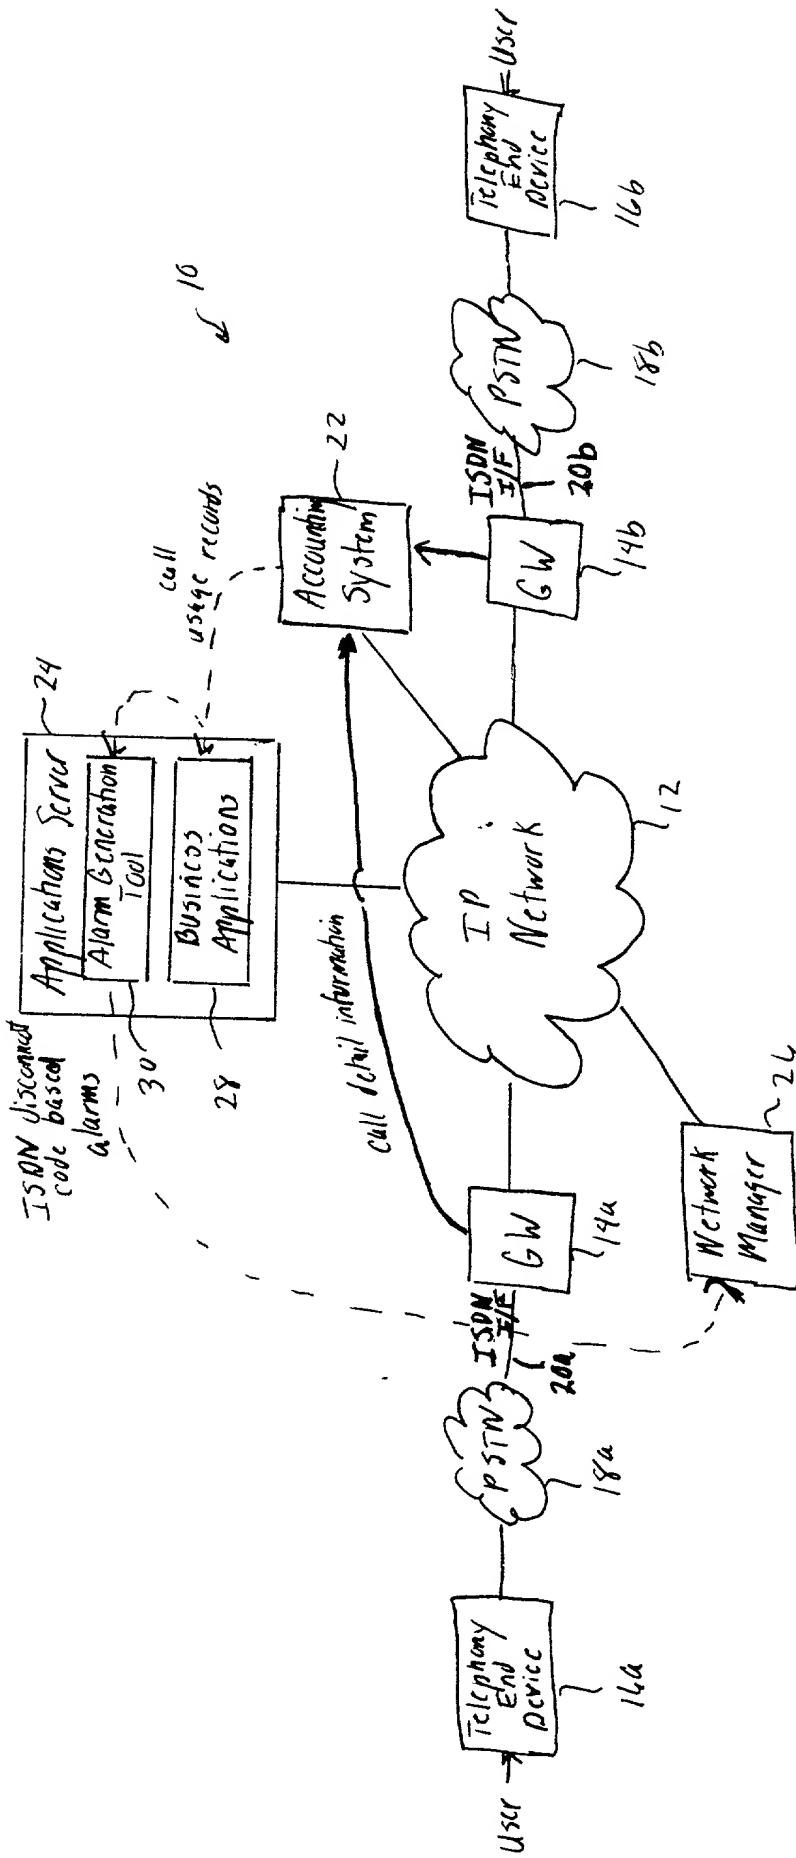 10
Applications Server
24
Alarm Generation
Tool
30
Business
Applications
28
ISDN disconnect
code based
alarms
call
usage records
Accounting
System
22
call detail information
User
Telephony
End
Device
16a
PSTN
18a
ISDN
I/F
20a
GW
14a
IP
Network
12
GW
14b
ISDN
I/F
20b
PSTN
18b
Telephony
End
Device
16b
User
Network
Manager
26